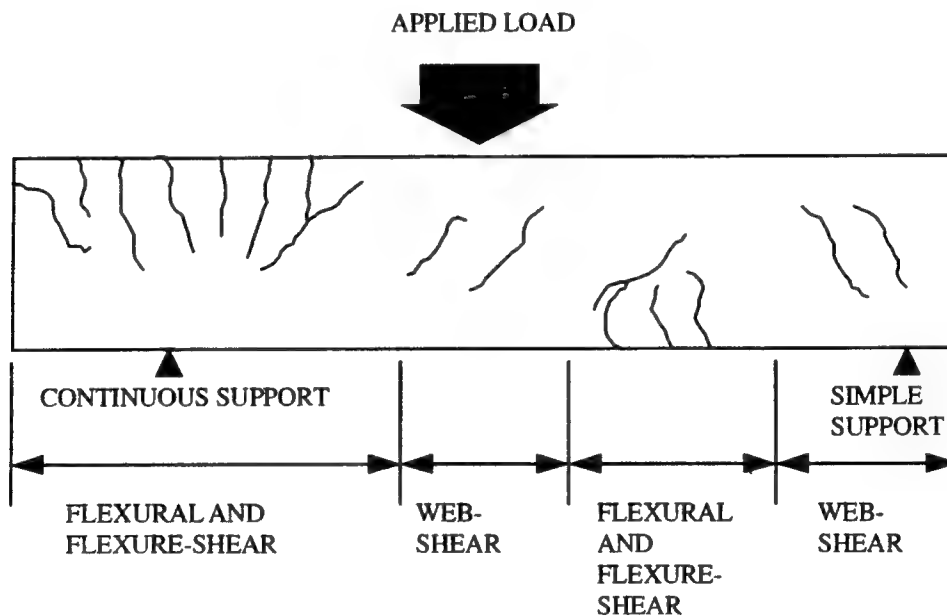 APPLIED LOAD
CONTINUOUS SUPPORT
SIMPLE
SUPPORT
FLEXURAL AND
FLEXURE-SHEAR
WEB-
SHEAR
FLEXURAL
AND
FLEXURE-
SHEAR
WEB-
SHEAR